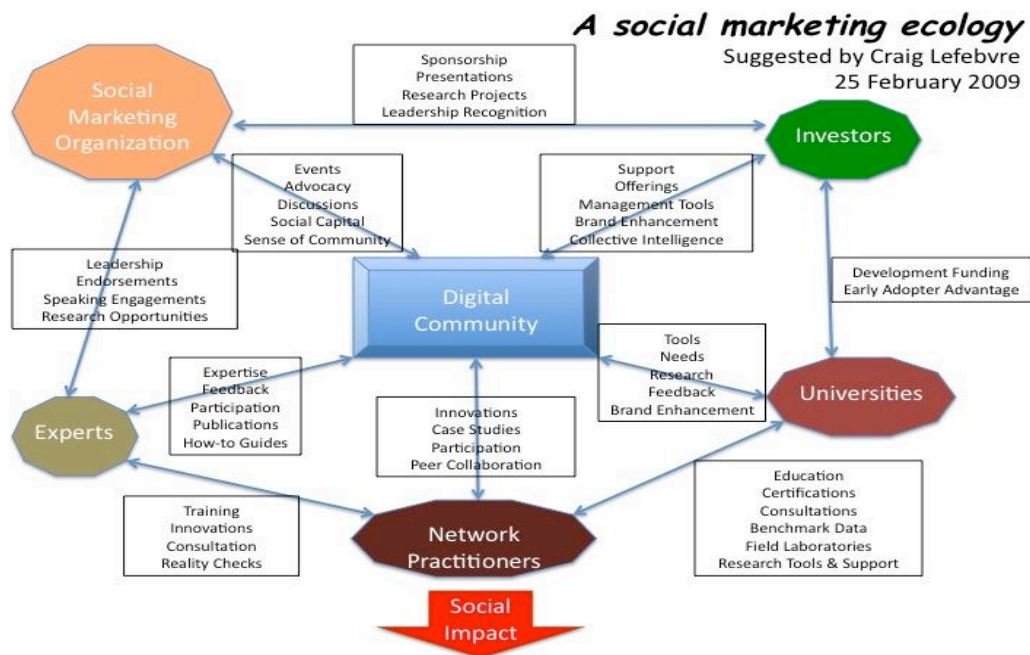 A social marketing ecology
Suggested by Craig Lefebvre
25 February 2009
Social
Marketing
Organization
Sponsorship
Presentations
Research Projects
Leadership Recognition
Investors
Events
Advocacy
Discussions
Social Capital
Sense of Community
Support
Offerings
Management Tools
Brand Enhancement
Collective Intelligence
Leadership
Endorsements
Speaking Engagements
Research Opportunities
Digital
Community
Development Funding
Early Adopter Advantage
Expertise
Feedback
Participation
Publications
How-to Guides
Tools
Needs
Research
Feedback
Brand Enhancement
Experts
Universities
Innovations
Case Studies
Participation
Peer Collaboration
Training
Innovations
Consultation
Reality Checks
Network
Practitioners
Education
Certifications
Consultations
Benchmark Data
Field Laboratories
Research Tools & Support
Social
Impact